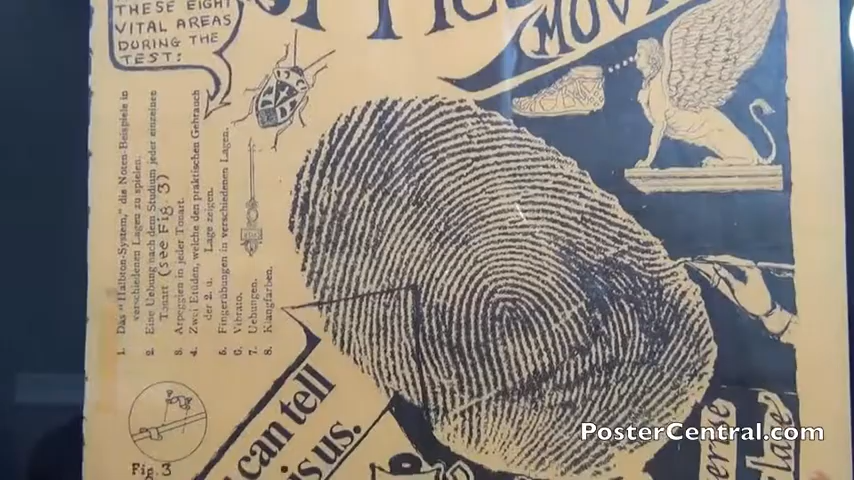 THESE EIGHT
VITAL AREAS
DURING THE
TEST:
MOV
1. Das "Halbton-System," die Noten-Beispiele in
verschiedenen Lagen zu spielen.
2. Eine Uebung nach dem Studium jeder einzelnen
Tonart (see Fig. 3)
3. Arpeggien in jeder Tonart.
4. Zwei Etüden, welche den praktischen Gebrauch
der 2. u. Lage zeigen.
5. Fingerübungen in verschiedenen Lagen.
6. Vibrato.
7. Uebungen.
8. Klangfarben.
Fig. 3
can tell
is us.
PosterCentral.com